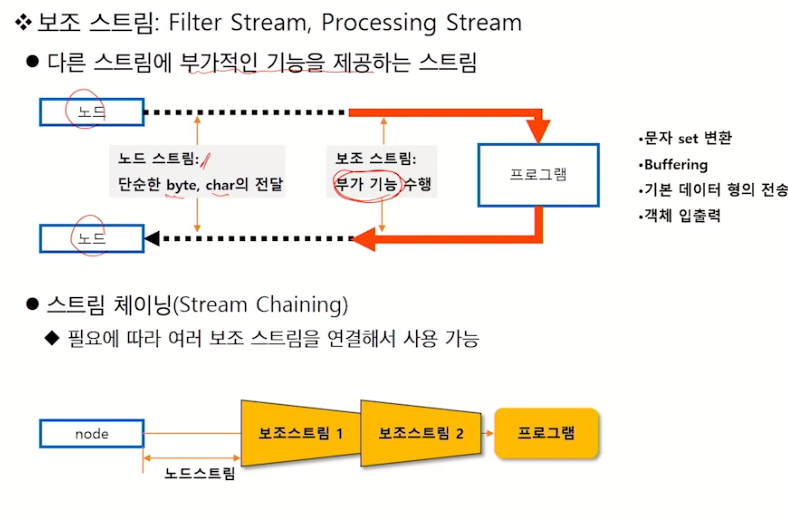 ❖ 보조 스트림: Filter Stream, Processing Stream
● 다른 스트림에 부가적인 기능을 제공하는 스트림
노드
노드 스트림:
단순한 byte, char의 전달
보조 스트림:
부가 기능 수행
프로그램
•문자 set 변환
•Buffering
•기본 데이터 형의 전송
•객체 입출력
노드
● 스트림 체이닝(Stream Chaining)
◆ 필요에 따라 여러 보조 스트림을 연결해서 사용 가능
node
보조스트림 1
보조스트림 2
프로그램
노드스트림